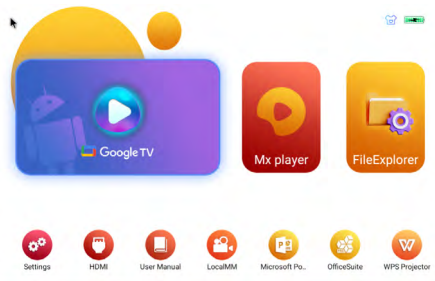 Google TV
Mx player
FileExplorer
Settings
HDMI
User Manual
LocalMM
Microsoft Po..
OfficeSuite
WPS Projector